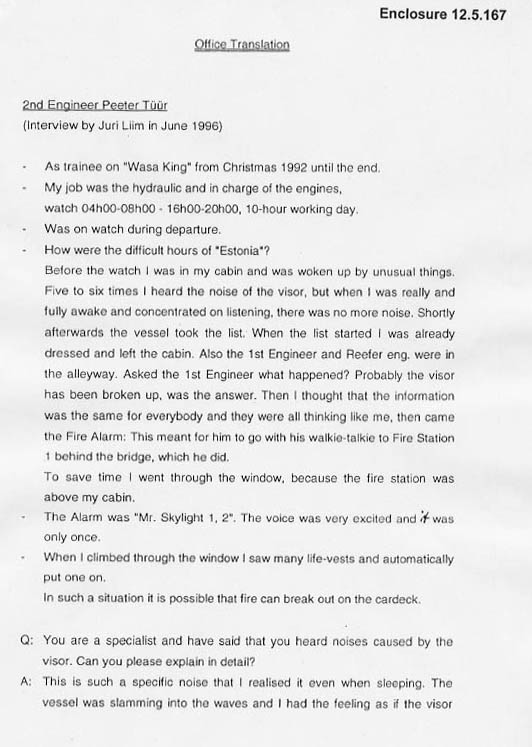 Enclosure 12.5.167
Office Translation
2nd Engineer Peeter Tüür
(Interview by Juri Liim in June 1996)
- As trainee on "Wasa King" from Christmas 1992 until the end.
- My job was the hydraulic and in charge of the engines,
watch 04h00-08h00 - 16h00-20h00, 10-hour working day.
- Was on watch during departure.
- How were the difficult hours of "Estonia"?
Before the watch I was in my cabin and was woken up by unusual things.
Five to six times I heard the noise of the visor, but when I was really and
fully awake and concentrated on listening, there was no more noise. Shortly
afterwards the vessel took the list. When the list started I was already
dressed and left the cabin. Also the 1st Engineer and Reefer eng. were in
the alleyway. Asked the 1st Engineer what happened? Probably the visor
has been broken up, was the answer. Then I thought that the information
was the same for everybody and they were all thinking like me, then came
the Fire Alarm: This meant for him to go with his walkie-talkie to Fire Station
1 behind the bridge, which he did.
To save time I went through the window, because the fire station was
above my cabin.
- The Alarm was "Mr. Skylight 1, 2". The voice was very excited and it was
only once.
- When I climbed through the window I saw many life-vests and automatically
put one on.
In such a situation it is possible that fire can break out on the cardeck.
Q: You are a specialist and have said that you heard noises caused by the
visor. Can you please explain in detail?
A: This is such a specific noise that I realised it even when sleeping. The
vessel was slamming into the waves and I had the feeling as if the visor